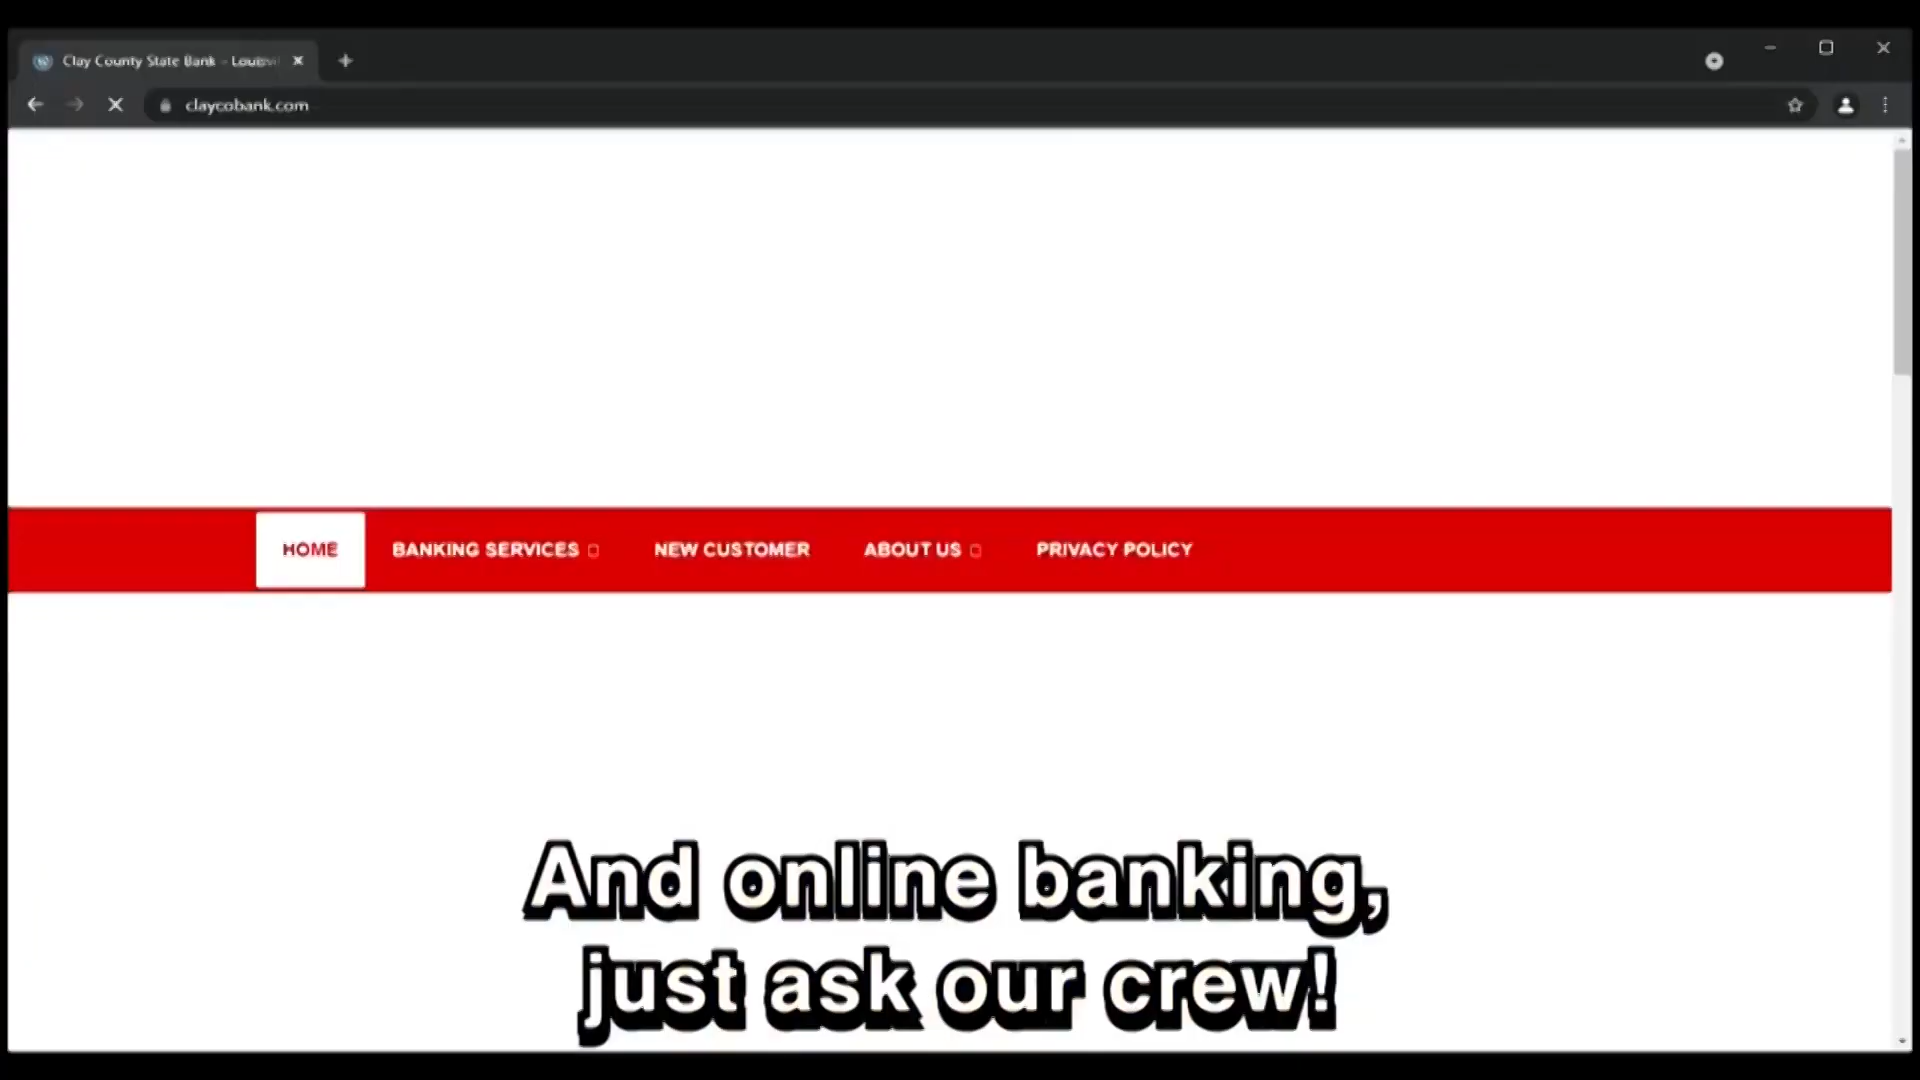 Clay County State Bank - Louisvi
claycobank.com
HOME BANKING SERVICES NEW CUSTOMER ABOUT US PRIVACY POLICY
And online banking,
just ask our crew!